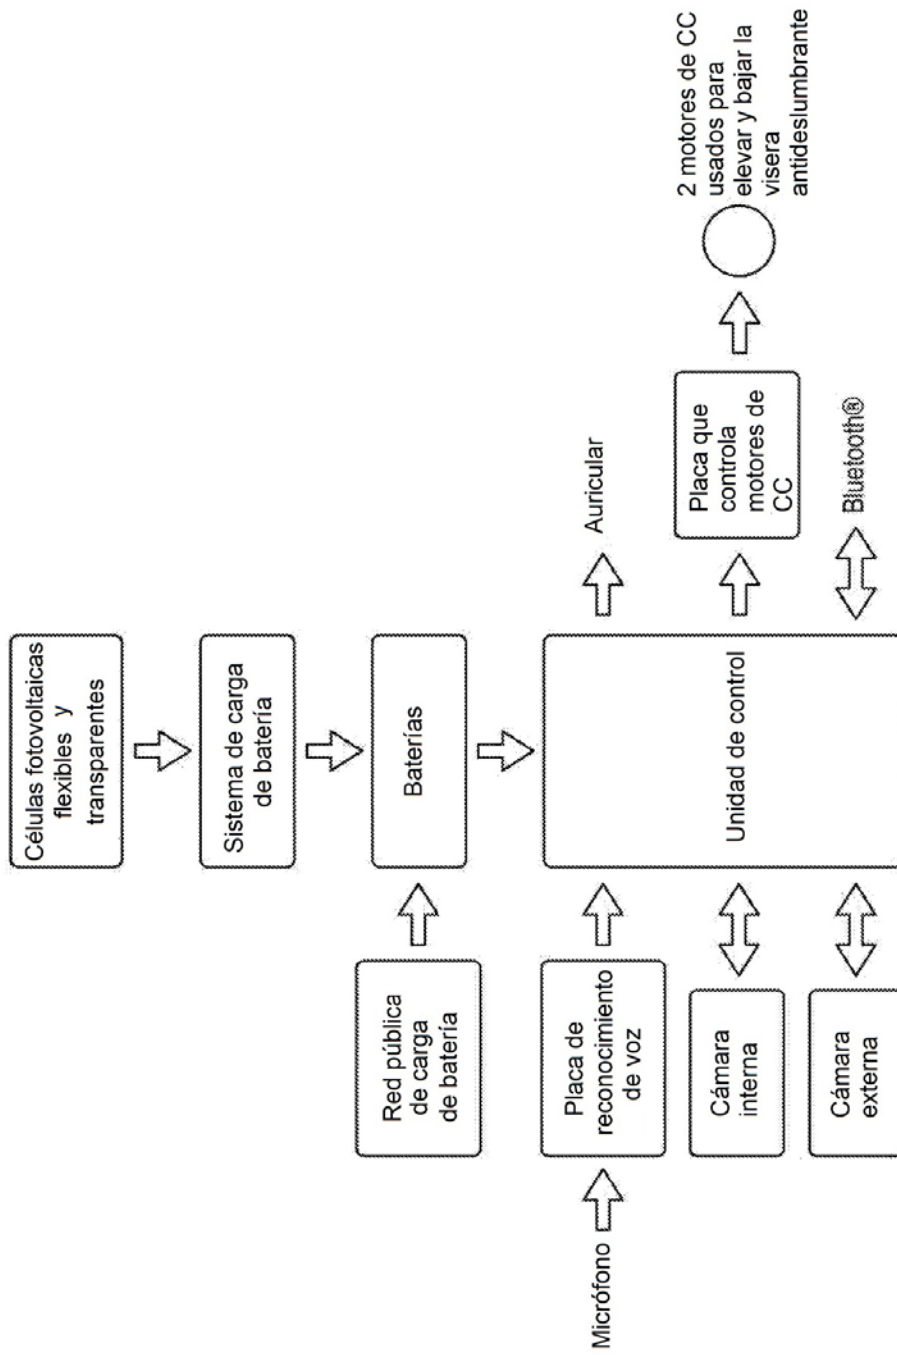 Células fotovoltaicas
flexibles y
transparentes
Sistema de carga
de batería
Red pública
de carga
de batería
Baterías
Micrófono
Placa de
reconocimiento
de voz
Cámara
interna
Cámara
externa
Unidad de control
Auricular
Placa que
controla
motores de
CC
2 motores de CC
usados para
elevar y bajar la
visera
antideslumbrante
Bluetooth®